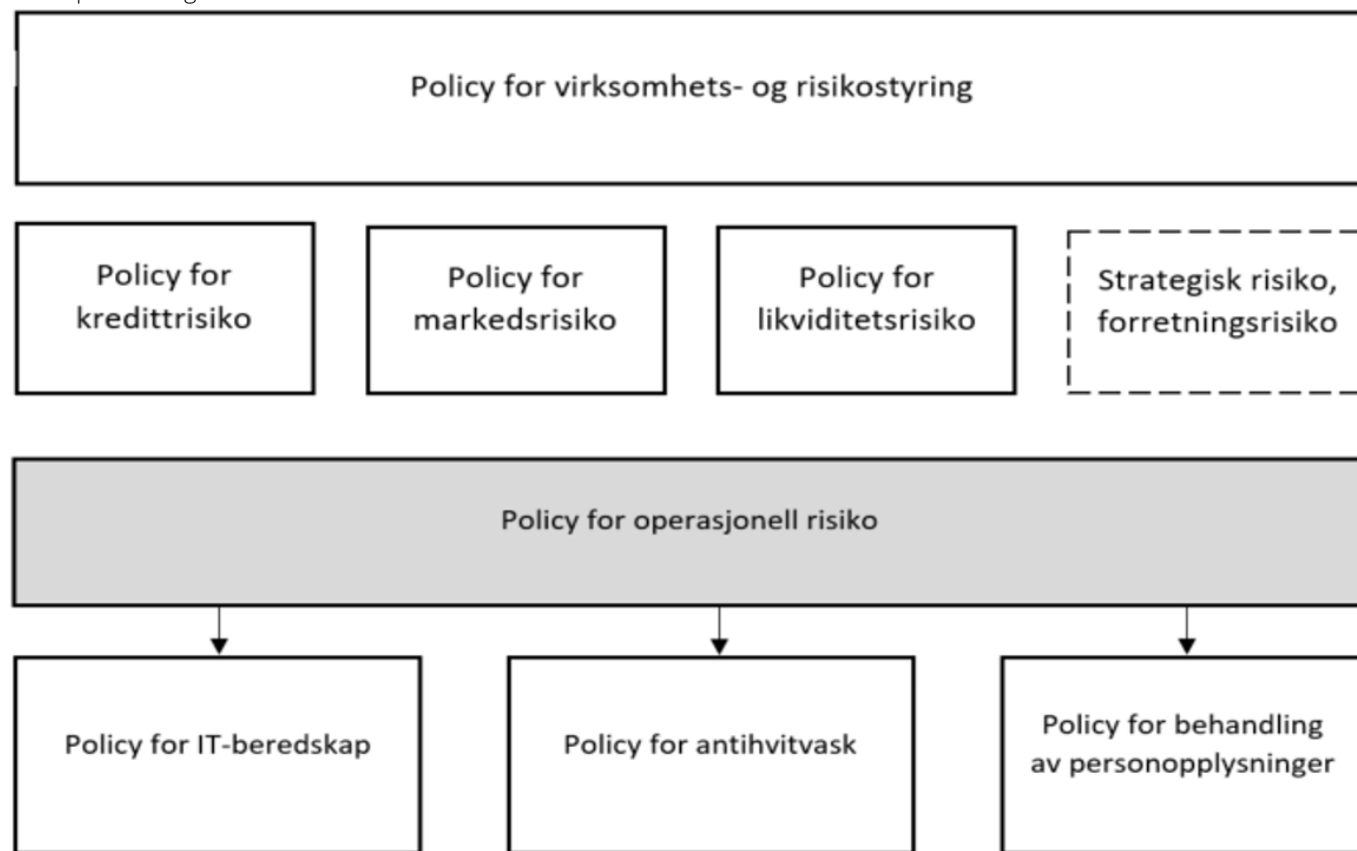 Policy for virksomhets- og risikostyring
Policy for
kredittrisiko
Policy for
markedsrisiko
Policy for
likviditetsrisiko
Strategisk risiko,
forretningsrisiko
Policy for operasjonell risiko
Policy for IT-beredskap
Policy for antihvitvask
Policy for behandling
av personopplysninger